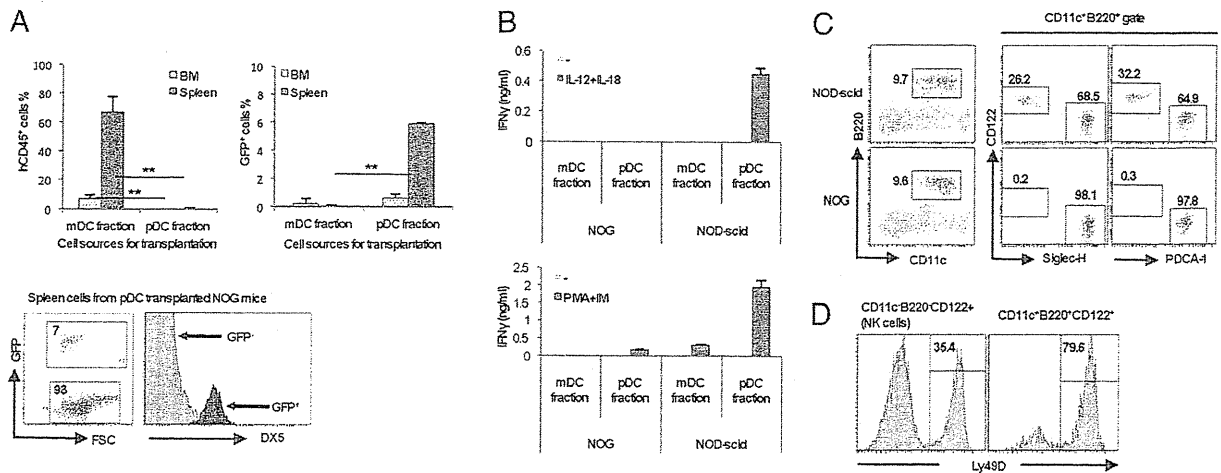 A
hCD45+ cells %
100
80
60
40
20
0
BM
Spleen
**
**
mDC fraction pDC fraction
Cell sources for transplantation
GFP+ cells %
10
8
6
4
2
0
BM
Spleen
**
mDC fraction pDC fraction
Cell sources for transplantation
Spleen cells from pDC transplanted NOG mice
GFP
7
93
FSC
GFP-
GFP+
DX5
B
IFNγ (ng/ml)
0.6
0.4
0.2
0
-
IL-12+IL-18
mDC fraction
pDC fraction
mDC fraction
pDC fraction
NOG
NOD-scid
IFNγ (ng/ml)
2.5
2
1.5
1
0.5
0
-
PMA+IM
mDC fraction
pDC fraction
mDC fraction
pDC fraction
NOG
NOD-scid
C
CD11c+B220+ gate
NOD-scid
9.7
26.2
68.5
32.2
64.9
B220
CD122
NOG
9.6
0.2
98.1
0.3
97.8
CD11c
Siglec-H
PDCA-1
D
CD11c-B220-CD122+
(NK cells)
CD11c+B220+CD122+
35.4
79.6
Ly49D